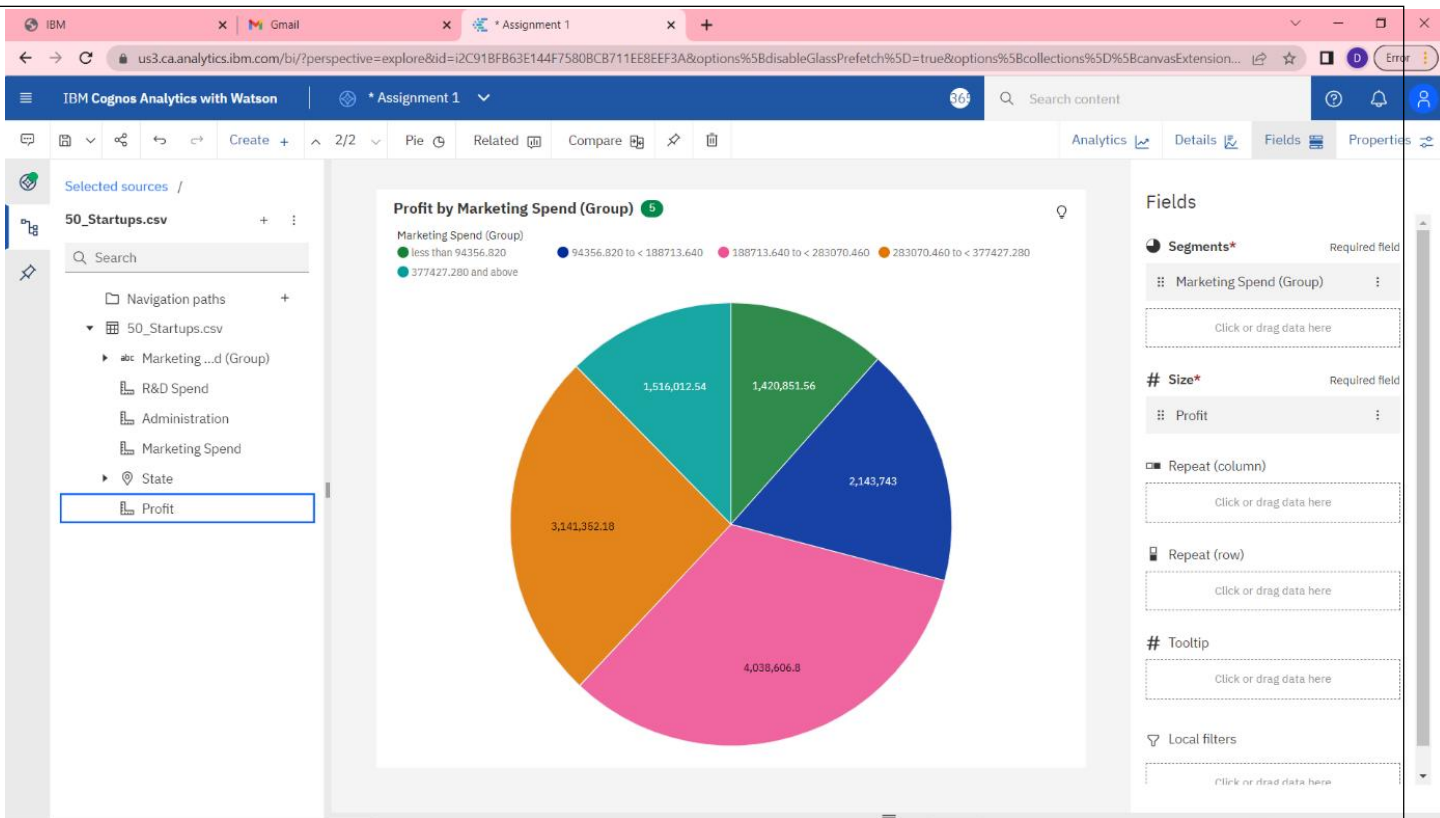 IBM
Gmail
* Assignment 1
us3.ca.analytics.ibm.com/bi/?perspective=explore&id=i2C91BFB63E144F7580BCB711EE8EEF3A&options%5BdisableGlassPrefetch%5D=true&options%5Bcollections%5D%5BcanvasExtension...
D
Error
IBM Cognos Analytics with Watson
* Assignment 1
Search content
Create +
2/2
Pie
Related
Compare
Analytics
Details
Fields
Properties
Selected sources /
50_Startups.csv
Search
Navigation paths
50_Startups.csv
abc Marketing ...d (Group)
R&D Spend
Administration
Marketing Spend
State
Profit
Profit by Marketing Spend (Group) 5
Marketing Spend (Group)
less than 94356.820 94356.820 to < 188713.640 188713.640 to < 283070.460 283070.460 to < 377427.280
377427.280 and above
1,516,012.54 1,420,851.56
2,143,743
3,141,352.18
4,038,606.8
Fields
Segments* Required field
Marketing Spend (Group)
Click or drag data here
# Size* Required field
Profit
Repeat (column)
Click or drag data here
Repeat (row)
Click or drag data here
# Tooltip
Click or drag data here
Local filters
Click or drag data here